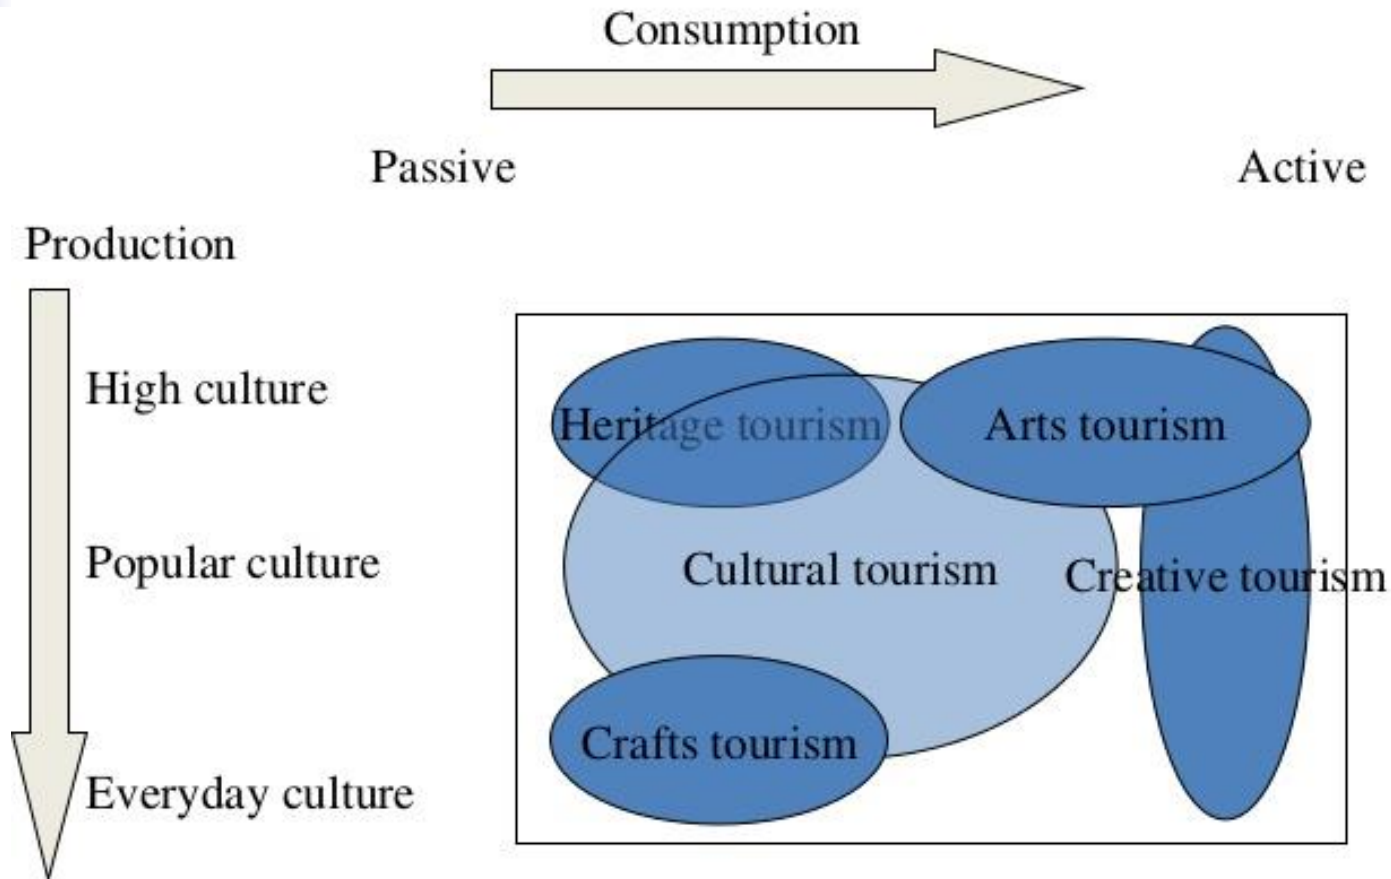 Consumption
Passive
Active
Production
High culture
Heritage tourism
Arts tourism
Popular culture
Cultural tourism
Creative tourism
Crafts tourism
Everyday culture